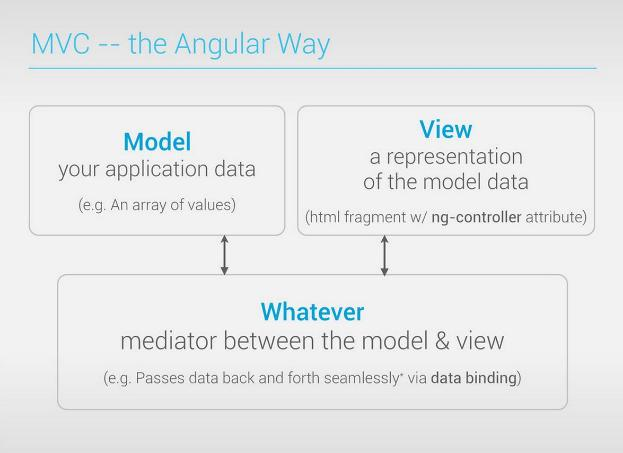 MVC -- the Angular Way
Model
your application data
(e.g. An array of values)
View
a representation
of the model data
(html fragment w/ ng-controller attribute)
Whatever
mediator between the model & view
(e.g. Passes data back and forth seamlessly* via data binding)